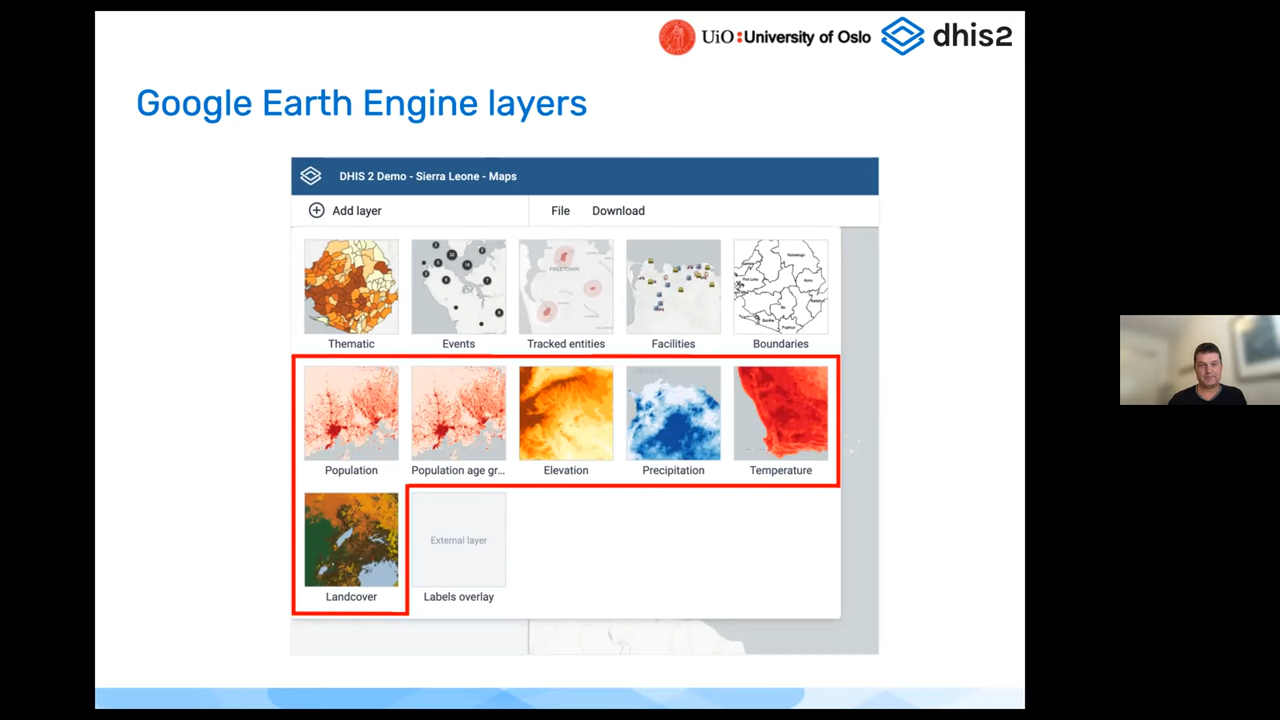 UiO:University of Oslo dhis2
Google Earth Engine layers
DHIS 2 Demo - Sierra Leone - Maps
Add layer File Download
FREETOWN
Thematic Events Tracked entities Facilities Boundaries
Population Population age gr... Elevation Precipitation Temperature
External layer
Landcover Labels overlay